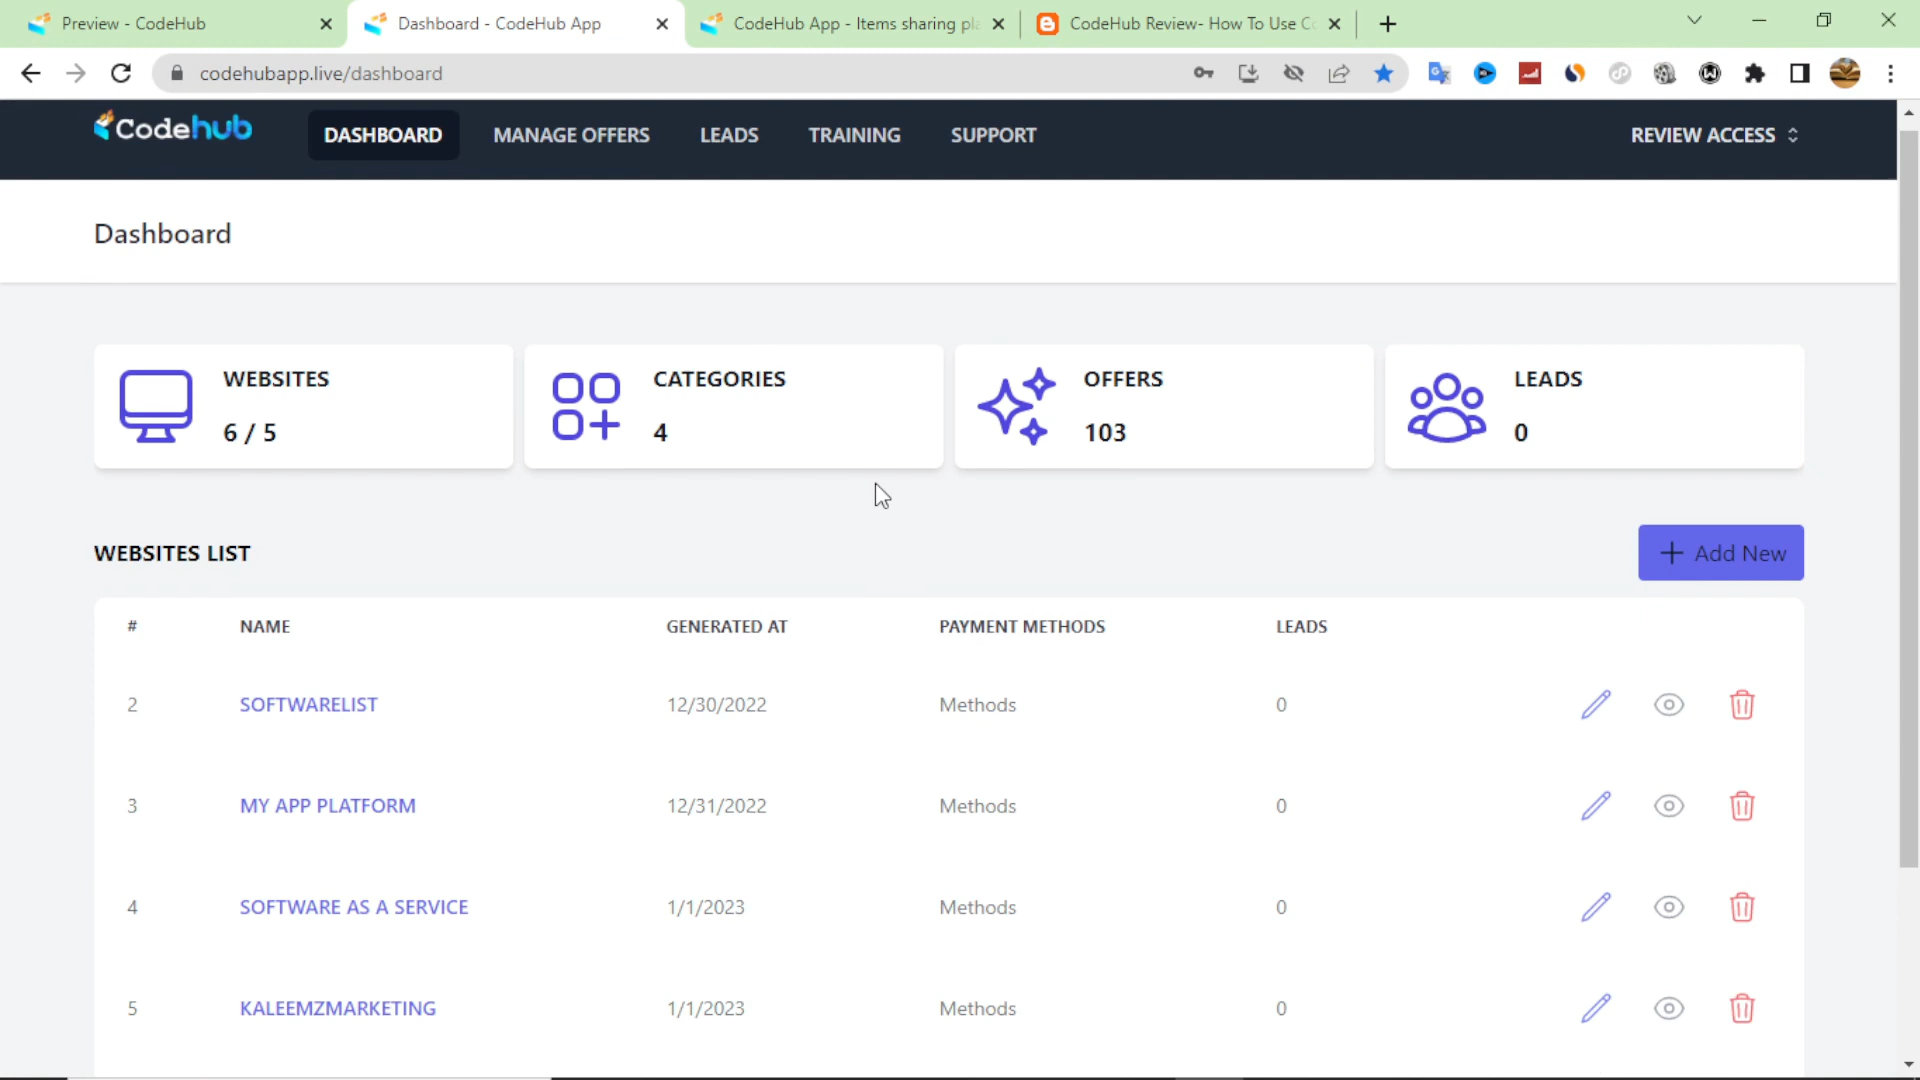 Preview - CodeHub
Dashboard - CodeHub App
CodeHub App - Items sharing pla
CodeHub Review- How To Use Co
codehubapp.live/dashboard
Codehub
DASHBOARD
MANAGE OFFERS
LEADS
TRAINING
SUPPORT
REVIEW ACCESS
Dashboard
WEBSITES
6 / 5
CATEGORIES
4
OFFERS
103
LEADS
0
WEBSITES LIST
+ Add New
# NAME GENERATED AT PAYMENT METHODS LEADS
2 SOFTWARELIST 12/30/2022 Methods 0
3 MY APP PLATFORM 12/31/2022 Methods 0
4 SOFTWARE AS A SERVICE 1/1/2023 Methods 0
5 KALEEMZMARKETING 1/1/2023 Methods 0